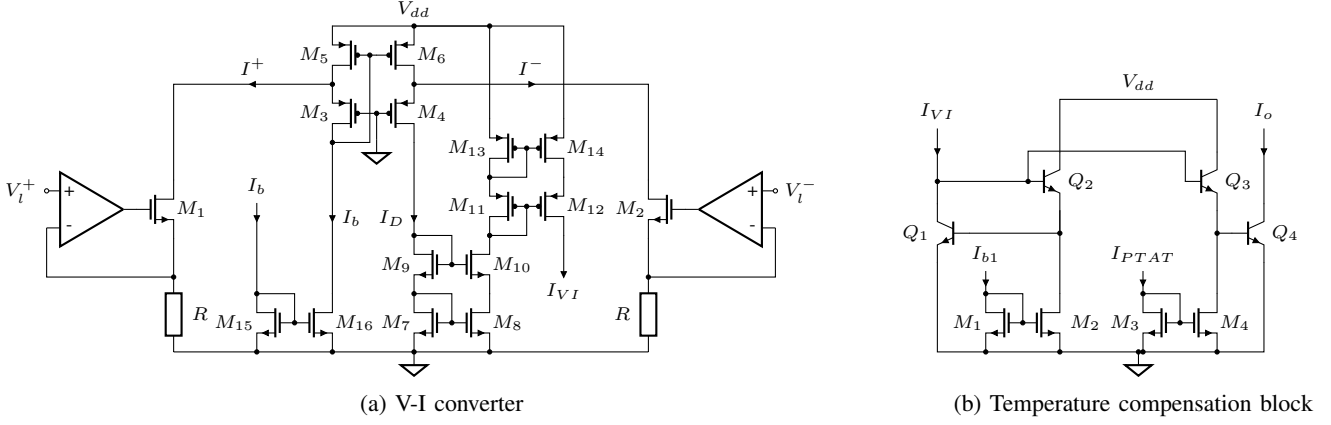 V_dd
M_5
M_6
I^+
I^-
M_3
M_4
M_13
M_14
V_l^+
+
-
M_1
I_b
I_b
I_D
M_11
M_12
M_2
+
-
V_l^-
M_9
M_10
I_VI
R
M_15
M_16
M_7
M_8
R
(a) V-I converter
V_dd
I_VI
I_o
Q_2
Q_3
Q_1
Q_4
I_b1
I_PTAT
M_1
M_2
M_3
M_4
(b) Temperature compensation block